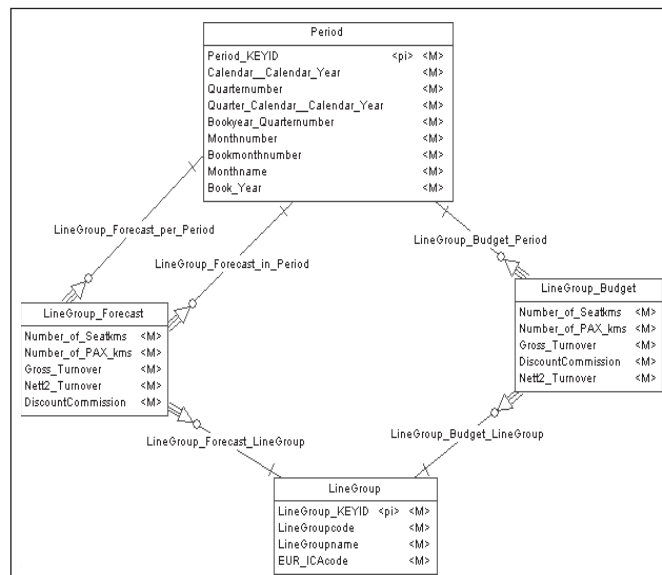 Period
Period_KEYID <pi> <M>
Calendar__Calendar_Year <M>
Quarternumber <M>
Quarter_Calendar__Calendar_Year <M>
Bookyear_Quarternumber <M>
Monthnumber <M>
Bookmonthnumber <M>
Monthname <M>
Book_Year <M>
LineGroup_Forecast_per_Period
LineGroup_Forecast_in_Period
LineGroup_Budget_Period
LineGroup_Forecast
Number_of_Seatkms <M>
Number_of_PAX_kms <M>
Gross_Turnover <M>
Nett2_Turnover <M>
DiscountCommission <M>
LineGroup_Budget
Number_of_Seatkms <M>
Number_of_PAX_kms <M>
Gross_Turnover <M>
DiscountCommission <M>
Nett2_Turnover <M>
LineGroup_Forecast_LineGroup
LineGroup_Budget_LineGroup
LineGroup
LineGroup_KEYID <pi> <M>
LineGroupcode <M>
LineGroupname <M>
EUR_ICAcode <M>